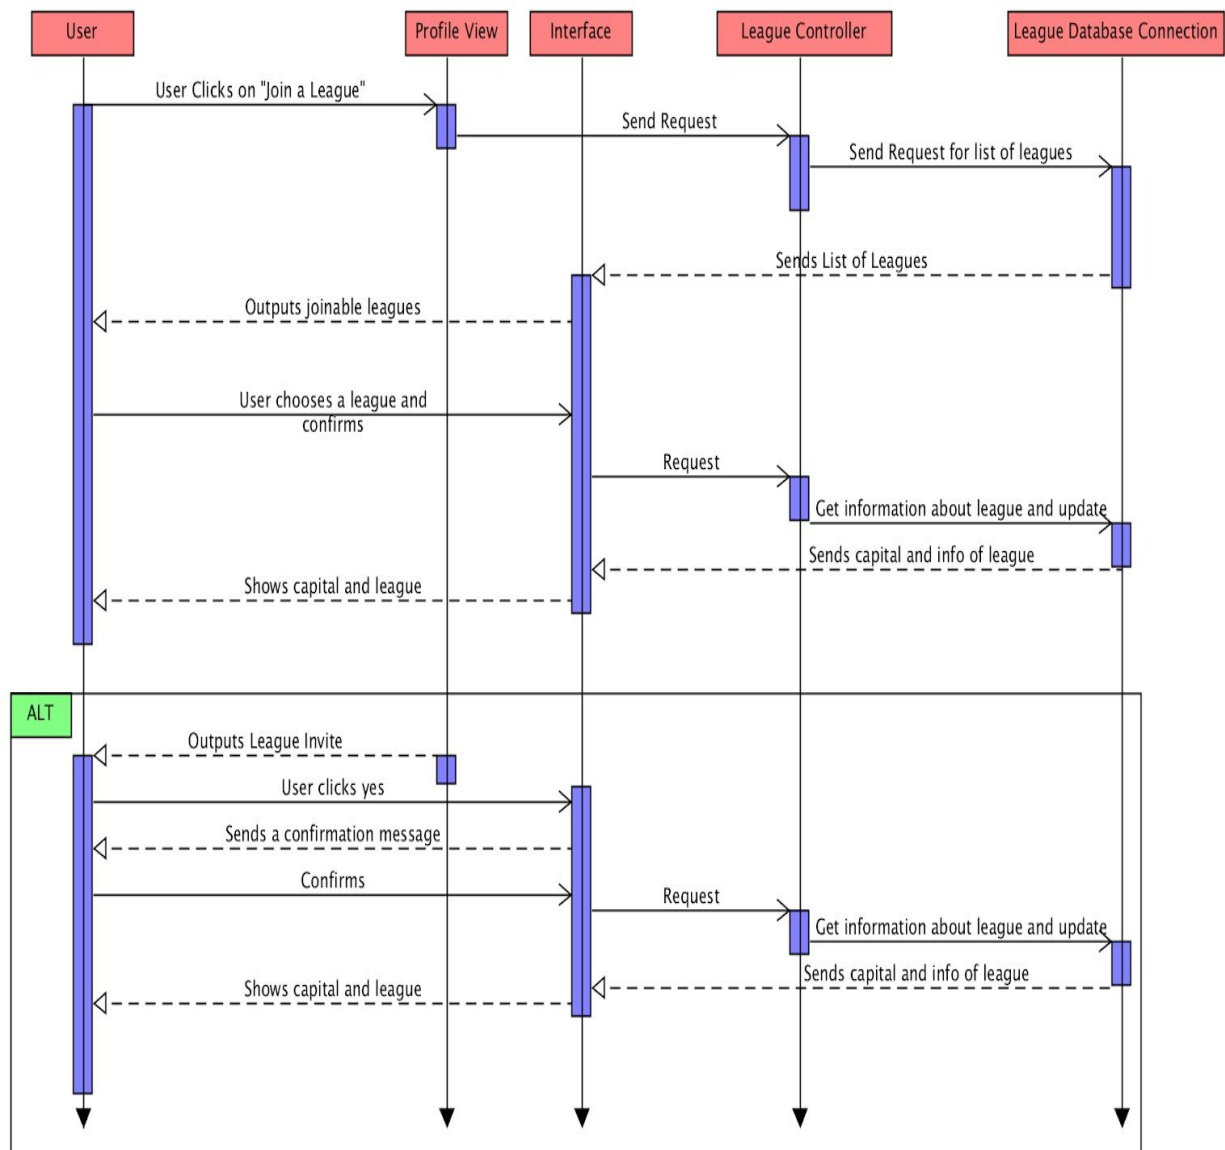 User
Profile View
Interface
League Controller
League Database Connection
User Clicks on "Join a League"
Send Request
Send Request for list of leagues
Sends List of Leagues
Outputs joinable leagues
User chooses a league and
confirms
Request
Get information about league and update
Sends capital and info of league
Shows capital and league
ALT
Outputs League Invite
User clicks yes
Sends a confirmation message
Confirms
Request
Get information about league and update
Sends capital and info of league
Shows capital and league